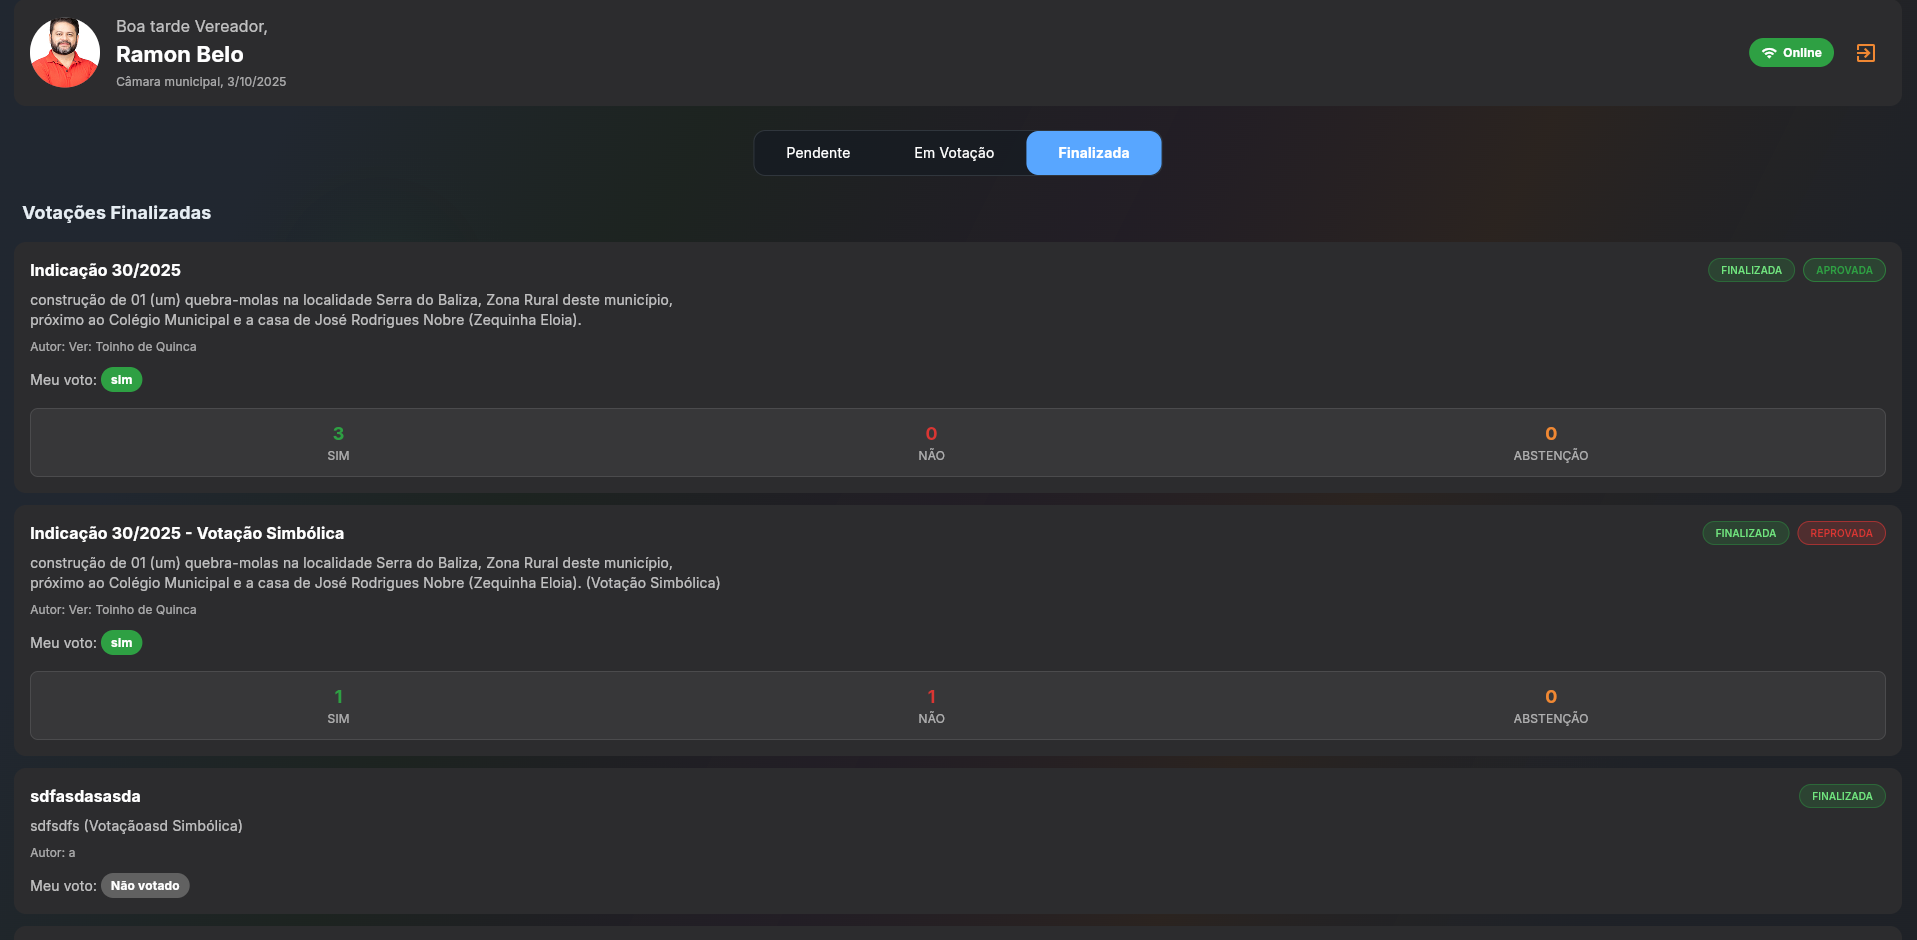 Boa tarde Vereador,
Ramon Belo
Câmara municipal, 3/10/2025
Online
Pendente
Em Votação
Finalizada
Votações Finalizadas
Indicação 30/2025
FINALIZADA
APROVADA
construção de 01 (um) quebra-molas na localidade Serra do Baliza, Zona Rural deste município,
próximo ao Colégio Municipal e a casa de José Rodrigues Nobre (Zequinha Eloia).
Autor: Ver: Toinho de Quinca
Meu voto: sim
3
SIM
0
NÃO
0
ABSTENÇÃO
Indicação 30/2025 - Votação Simbólica
FINALIZADA
REPROVADA
construção de 01 (um) quebra-molas na localidade Serra do Baliza, Zona Rural deste município,
próximo ao Colégio Municipal e a casa de José Rodrigues Nobre (Zequinha Eloia). (Votação Simbólica)
Autor: Ver: Toinho de Quinca
Meu voto: sim
1
SIM
1
NÃO
0
ABSTENÇÃO
sdfasdasasda
FINALIZADA
sdfsdfs (Votaçãoasd Simbólica)
Autor: a
Meu voto: Não votado